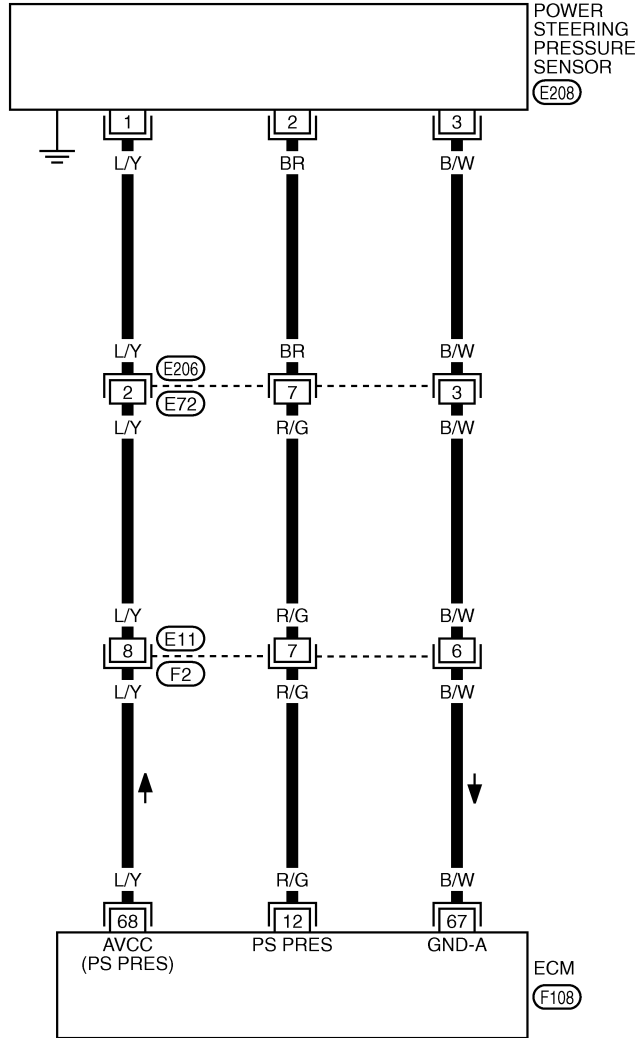 POWER
STEERING
PRESSURE
SENSOR
E208
1 2 3
L/Y BR B/W
L/Y BR B/W
E206
2 7 3
E72
L/Y R/G B/W
L/Y R/G B/W
E11
8 7 6
F2
L/Y R/G B/W
L/Y R/G B/W
68 12 67
AVCC PS PRES GND-A
(PS PRES)
ECM
F108